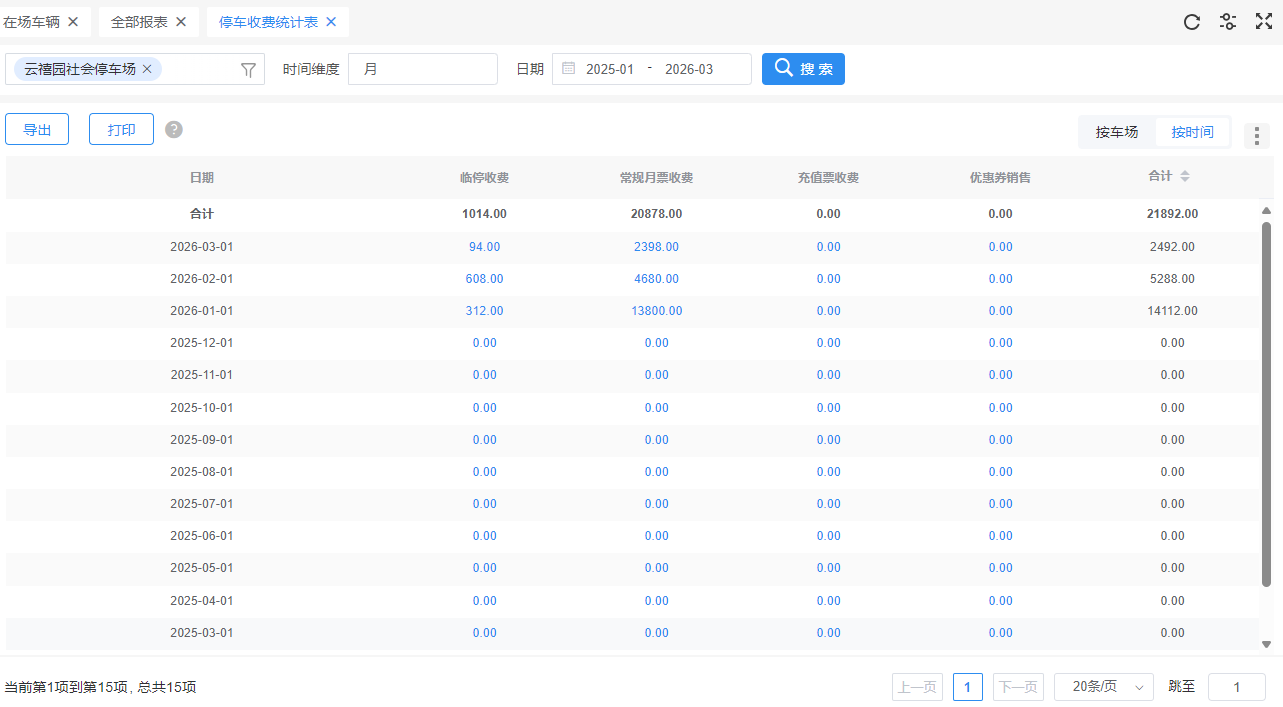 在场车辆 全部报表 停车收费统计表
云禧园社会停车场 时间维度 月 日期 2025-01 - 2026-03 搜 索
导出 打印 ? 按车场 按时间
日期 临停收费 常规月票收费 充值票收费 优惠券销售 合计
合计 1014.00 20878.00 0.00 0.00 21892.00
2026-03-01 94.00 2398.00 0.00 0.00 2492.00
2026-02-01 608.00 4680.00 0.00 0.00 5288.00
2026-01-01 312.00 13800.00 0.00 0.00 14112.00
2025-12-01 0.00 0.00 0.00 0.00 0.00
2025-11-01 0.00 0.00 0.00 0.00 0.00
2025-10-01 0.00 0.00 0.00 0.00 0.00
2025-09-01 0.00 0.00 0.00 0.00 0.00
2025-08-01 0.00 0.00 0.00 0.00 0.00
2025-07-01 0.00 0.00 0.00 0.00 0.00
2025-06-01 0.00 0.00 0.00 0.00 0.00
2025-05-01 0.00 0.00 0.00 0.00 0.00
2025-04-01 0.00 0.00 0.00 0.00 0.00
2025-03-01 0.00 0.00 0.00 0.00 0.00
当前第1项到第15项, 总共15项 上一页 1 下一页 20条/页 跳至 1